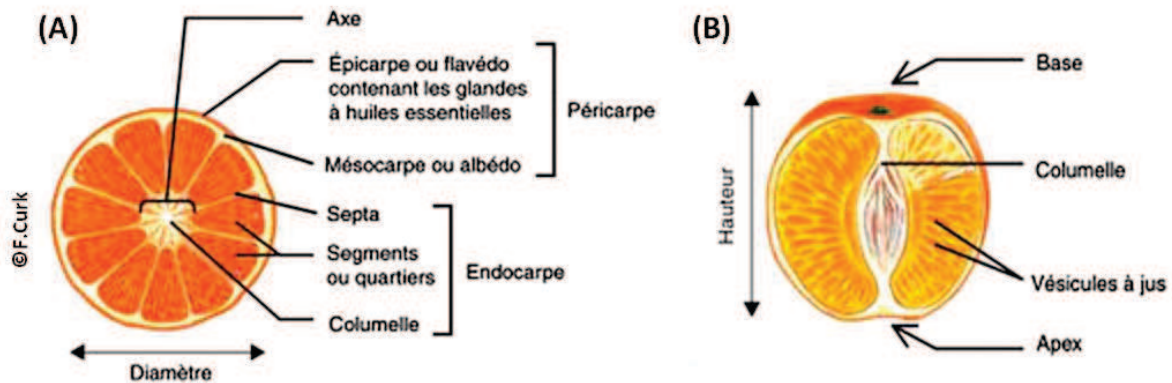 (A)
Axe
Épicarpe ou flavédo
contenant les glandes
à huiles essentielles
Péricarpe
Mésocarpe ou albédo
Septa
Segments
ou quartiers
Endocarpe
Columelle
Diamètre
©F.Curk
(B)
Base
Columelle
Hauteur
Vésicules à jus
Apex